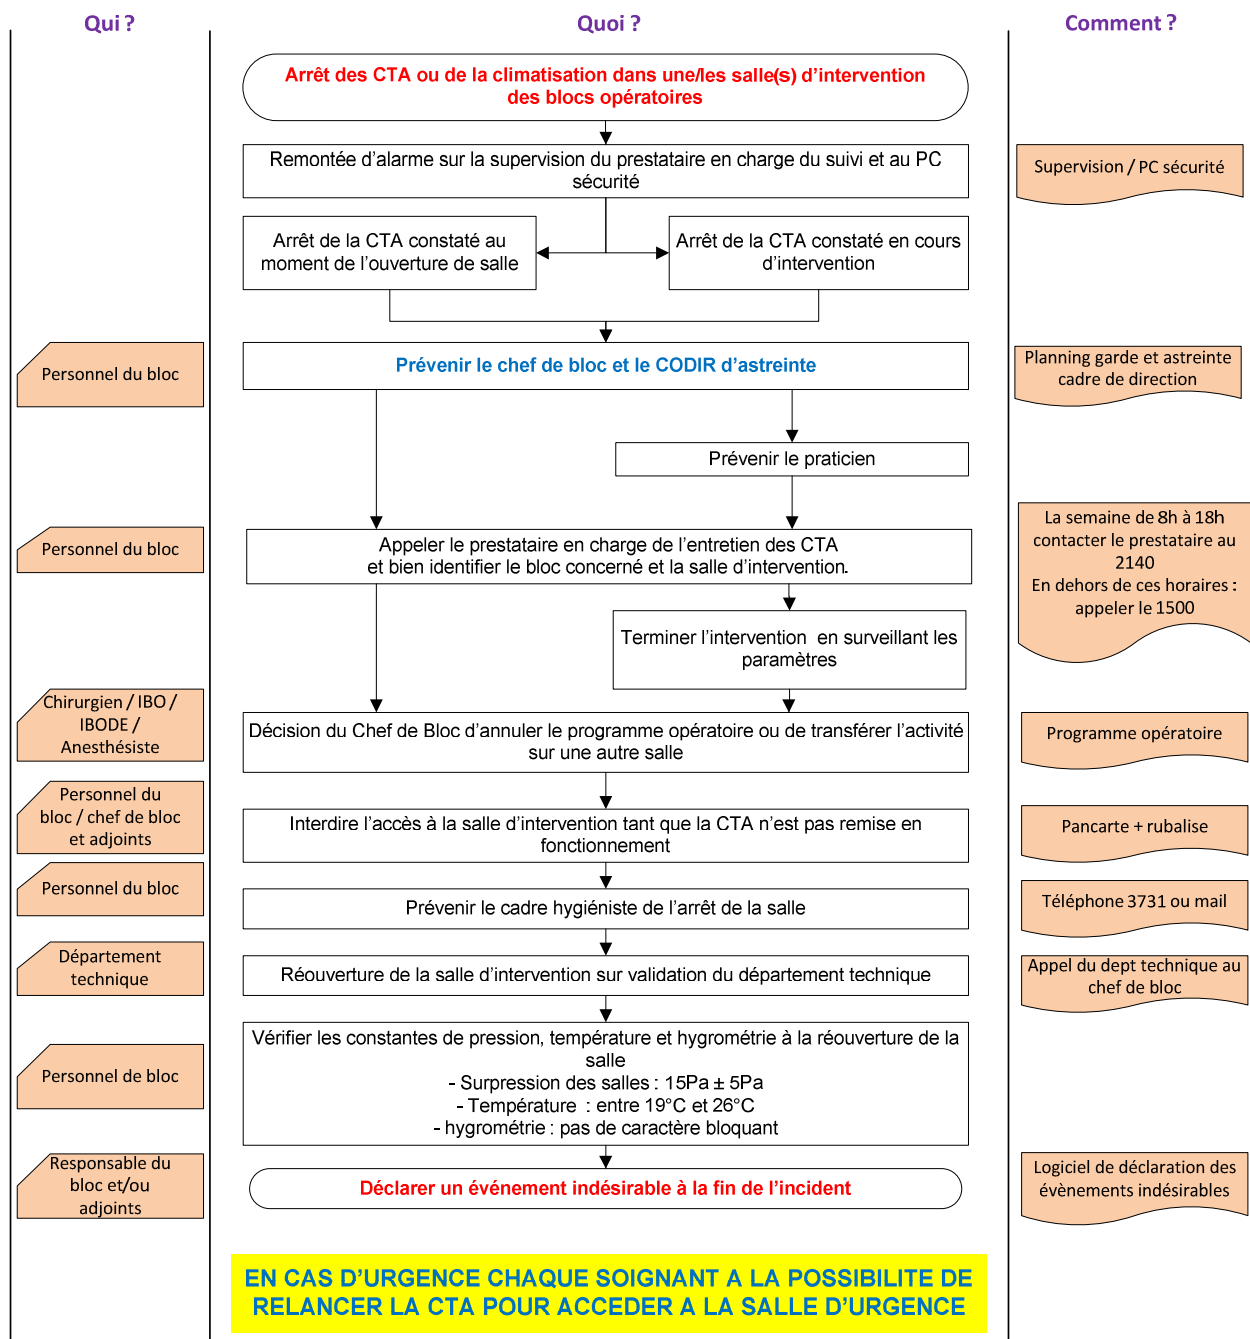 Qui ?
Quoi ?
Comment ?
Arrêt des CTA ou de la climatisation dans une/les salle(s) d'intervention
des blocs opératoires
Remontée d'alarme sur la supervision du prestataire en charge du suivi et au PC
sécurité
Supervision / PC sécurité
Arrêt de la CTA constaté au
moment de l'ouverture de salle
Arrêt de la CTA constaté en cours
d'intervention
Personnel du bloc
Prévenir le chef de bloc et le CODIR d'astreinte
Planning garde et astreinte
cadre de direction
Prévenir le praticien
Personnel du bloc
Appeler le prestataire en charge de l'entretien des CTA
et bien identifier le bloc concerné et la salle d'intervention.
La semaine de 8h à 18h
contacter le prestataire au
2140
En dehors de ces horaires :
appeler le 1500
Terminer l'intervention en surveillant les
paramètres
Chirurgien / IBO /
IBODE /
Anesthésiste
Décision du Chef de Bloc d'annuler le programme opératoire ou de transférer l'activité
sur une autre salle
Programme opératoire
Personnel du
bloc / chef de bloc
et adjoints
Interdire l'accès à la salle d'intervention tant que la CTA n'est pas remise en
fonctionnement
Pancarte + rubalise
Personnel du bloc
Prévenir le cadre hygiéniste de l'arrêt de la salle
Téléphone 3731 ou mail
Département
technique
Réouverture de la salle d'intervention sur validation du département technique
Appel du dept technique au
chef de bloc
Personnel de bloc
Vérifier les constantes de pression, température et hygrométrie à la réouverture de la
salle
- Surpression des salles : 15Pa ± 5Pa
- Température : entre 19°C et 26°C
- hygrométrie : pas de caractère bloquant
Responsable du
bloc et/ou
adjoints
Déclarer un événement indésirable à la fin de l'incident
Logiciel de déclaration des
évènements indésirables
EN CAS D'URGENCE CHAQUE SOIGNANT A LA POSSIBILITE DE
RELANCER LA CTA POUR ACCEDER A LA SALLE D'URGENCE